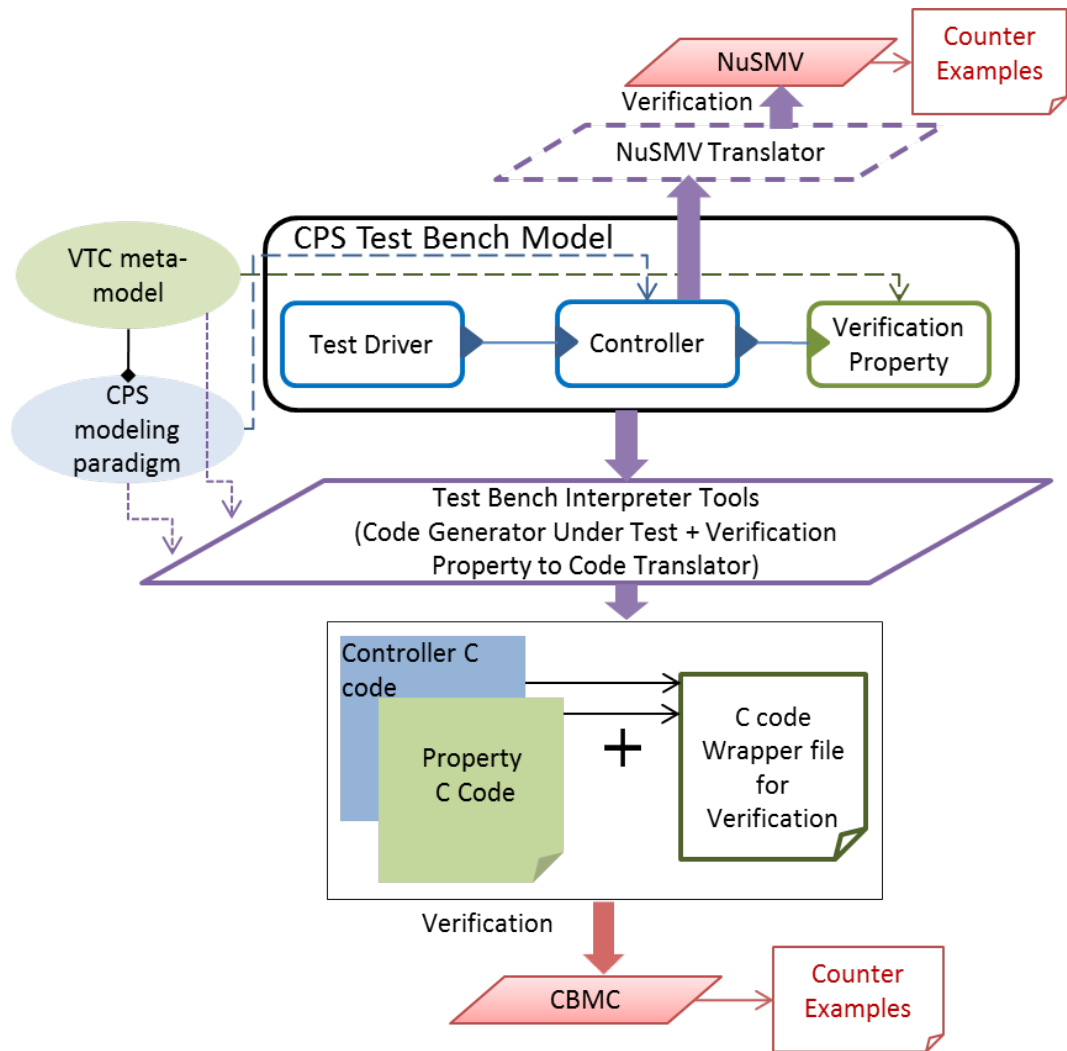 NuSMV
Counter
Examples
Verification
NuSMV Translator
CPS Test Bench Model
VTC meta-
model
Test Driver
Controller
Verification
Property
CPS
modeling
paradigm
Test Bench Interpreter Tools
(Code Generator Under Test + Verification
Property to Code Translator)
Controller C
code
Property
C Code
+
C code
Wrapper file
for
Verification
Verification
CBMC
Counter
Examples